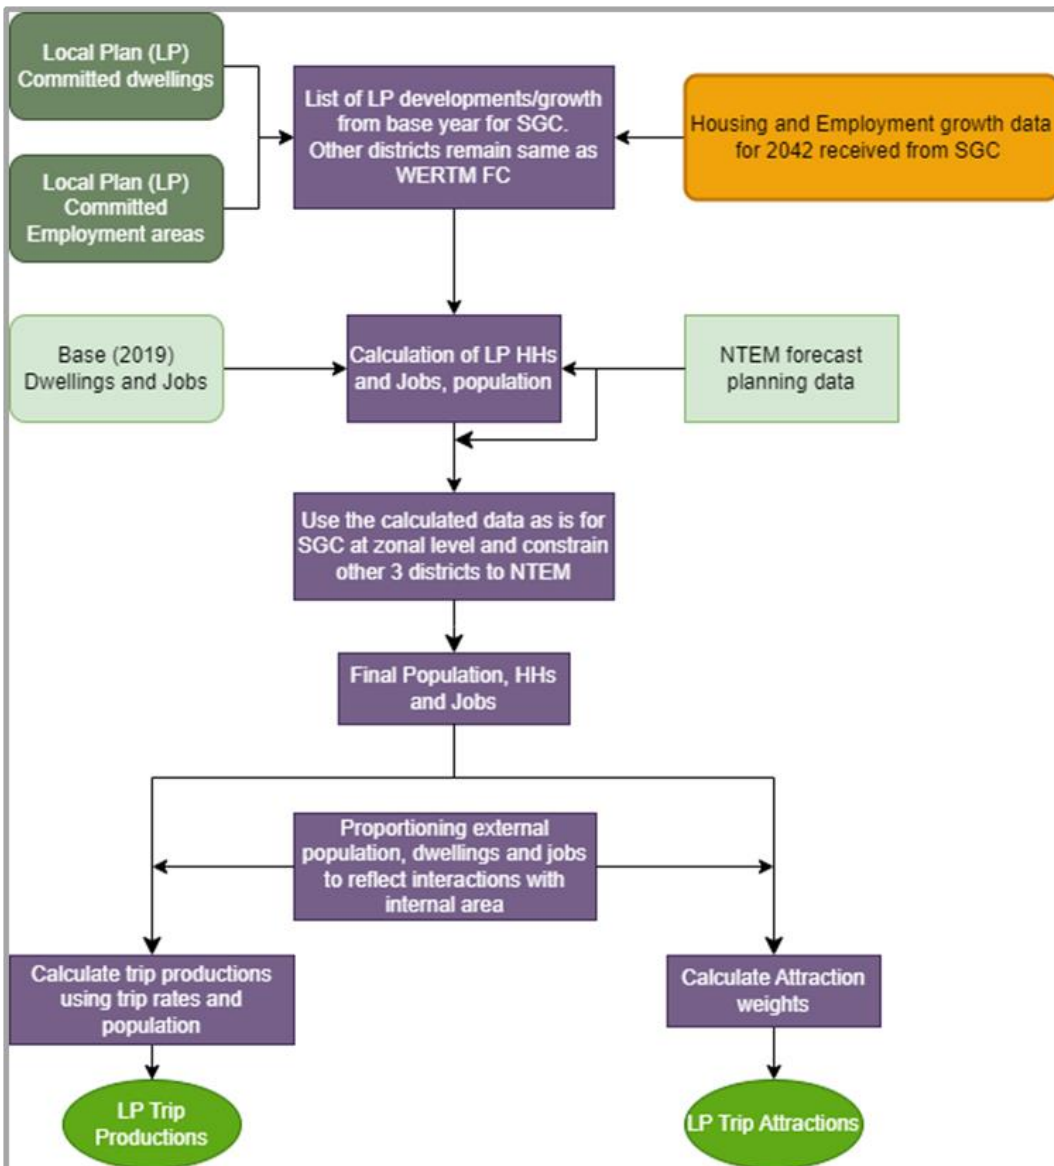 Local Plan (LP)
Committed dwellings
List of LP developments/growth
from base year for SGC.
Other districts remain same as
WERTM FC
Housing and Employment growth data
for 2042 received from SGC
Local Plan (LP)
Committed
Employment areas
Base (2019)
Dwellings and Jobs
Calculation of LP HHs
and Jobs, population
NTEM forecast
planning data
Use the calculated data as is for
SGC at zonal level and constrain
other 3 districts to NTEM
Final Population, HHs
and Jobs
Proportioning external
population, dwellings and jobs
to reflect interactions with
internal area
Calculate trip productions
using trip rates and
population
Calculate Attraction
weights
LP Trip
Productions
LP Trip Attractions